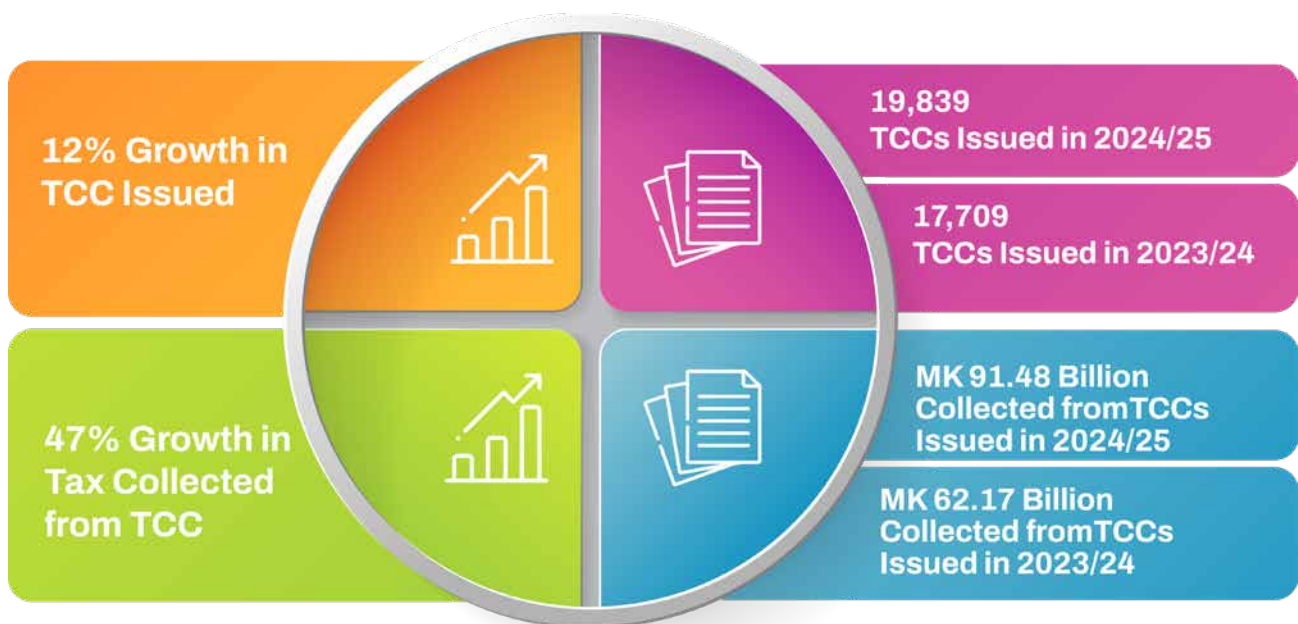 12% Growth in
TCC Issued
19,839
TCCs Issued in 2024/25
17,709
TCCs Issued in 2023/24
47% Growth in
Tax Collected
from TCC
MK 91.48 Billion
Collected fromTCCs
Issued in 2024/25
MK 62.17 Billion
Collected fromTCCs
Issued in 2023/24